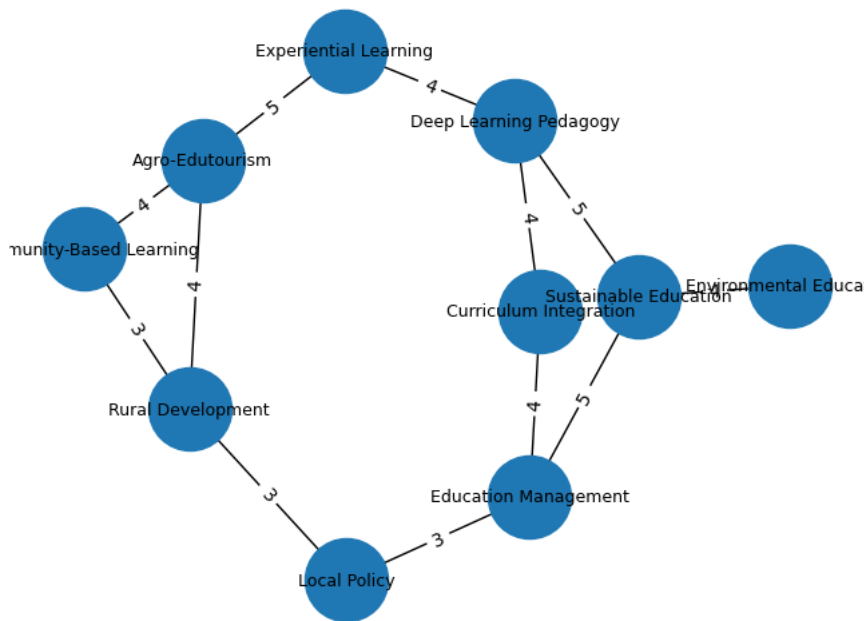 Experiential Learning
4
Deep Learning Pedagogy
5
Agro-Edutourism
4
4
5
munity-Based Learning
4
3
Environmental Educa
4
Sustainable Education
Curriculum Integration
4
5
Rural Development
3
Education Management
3
Local Policy